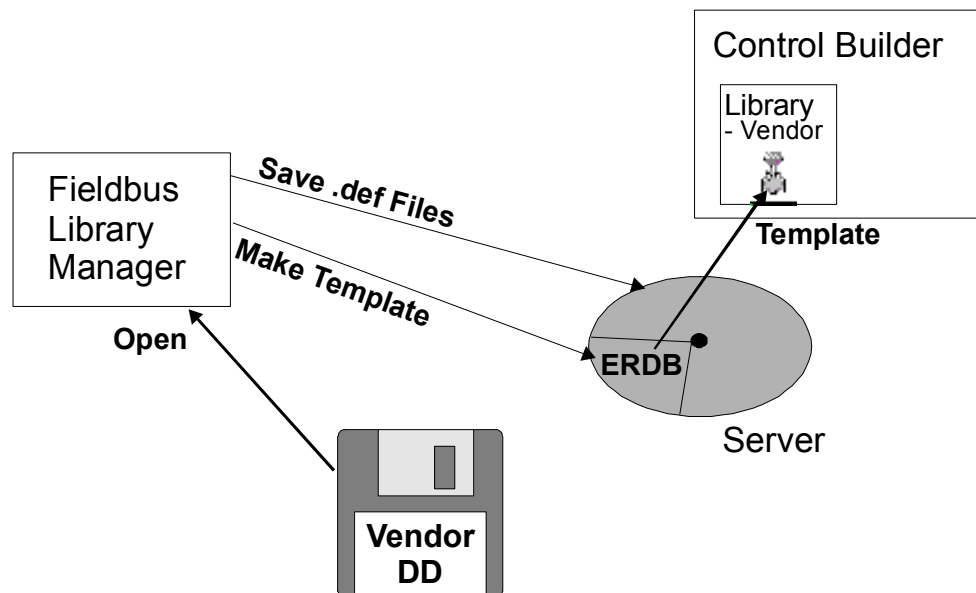 Control Builder
Library
- Vendor
Template
Fieldbus
Library
Manager
Save .def Files
Make Template
Open
ERDB
Server
Vendor
DD